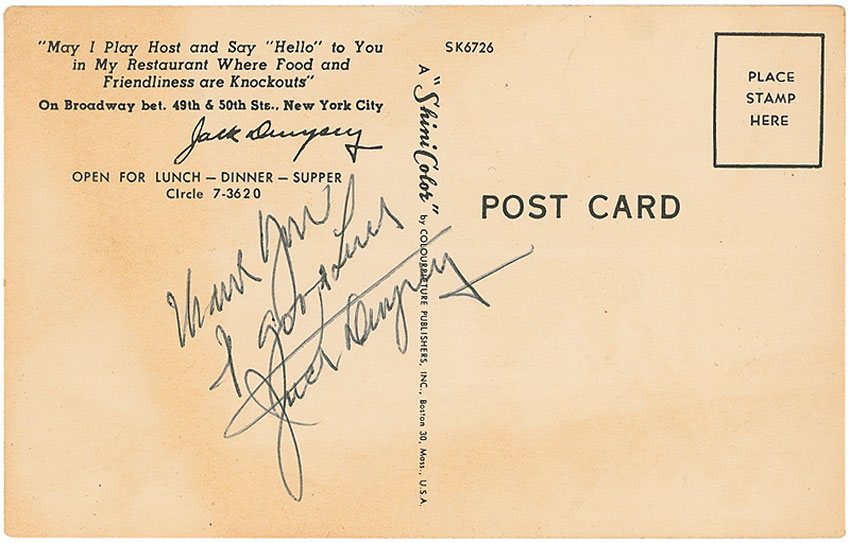 "May I Play Host and Say "Hello" to You
in My Restaurant Where Food and
Friendliness are Knockouts"
On Broadway bet. 49th & 50th Sts., New York City
Jack Dempsey
OPEN FOR LUNCH — DINNER — SUPPER
CIrcle 7-3620
Thank You
& Good Luck
Jack Dempsey
SK6726
A "ShiniColor" by COLOURPICTURE PUBLISHERS, INC., Boston 30, Mass., U.S.A.
POST CARD
PLACE
STAMP
HERE